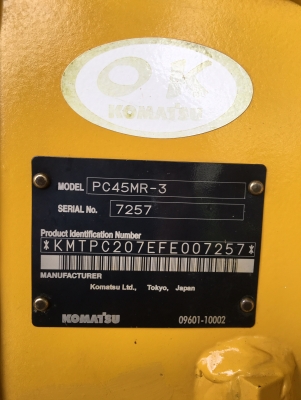 OK
KOMATSU
MODEL PC45MR-3
SERIAL No. 7257
Product Identification Number
*KMTPC207EFE007257*
MANUFACTURER
Komatsu Ltd., Tokyo, Japan
KOMATSU 09601-10002